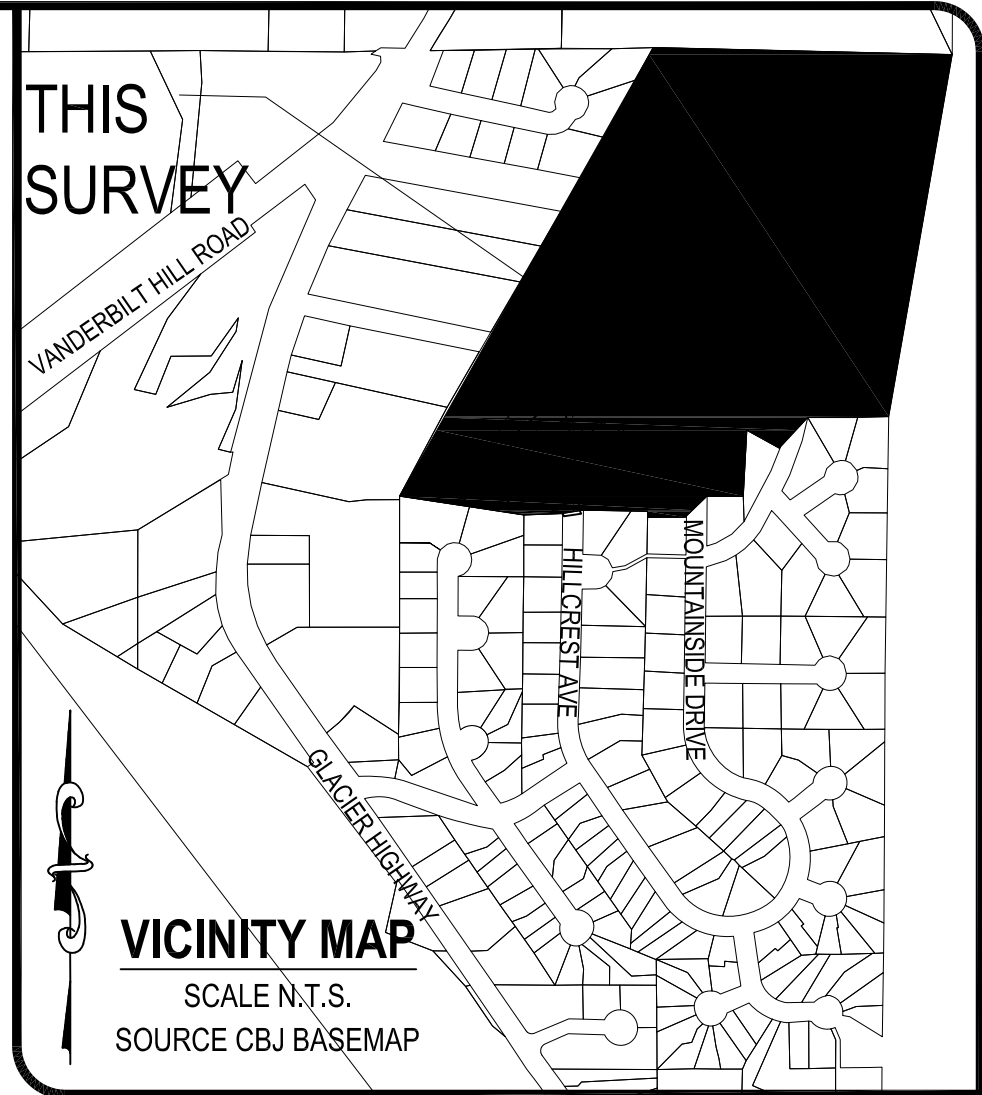 THIS
SURVEY
VANDERBILT HILL ROAD
HILLCREST AVE
MOUNTAINSIDE DRIVE
GLACIER HIGHWAY
VICINITY MAP
SCALE N.T.S.
SOURCE CBJ BASEMAP